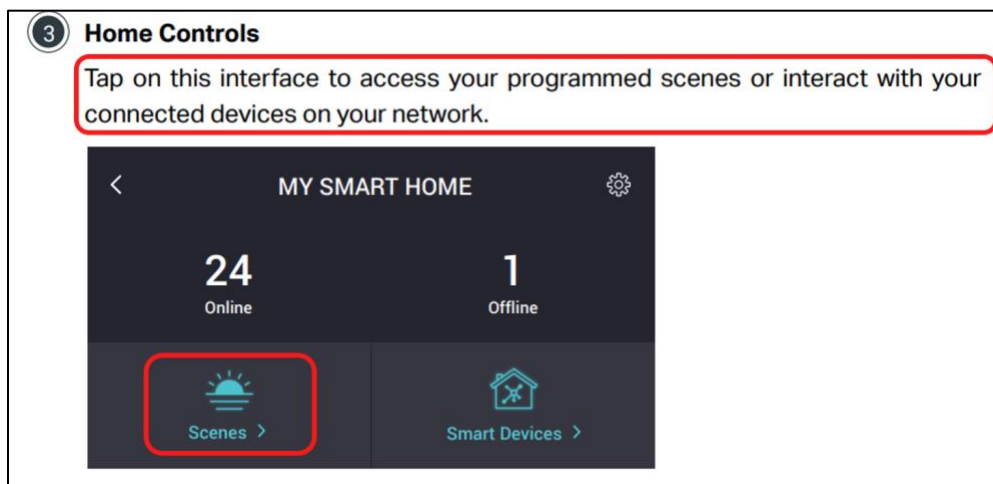 3 Home Controls
Tap on this interface to access your programmed scenes or interact with your
connected devices on your network.
< MY SMART HOME
24 1
Online Offline
Scenes > Smart Devices >